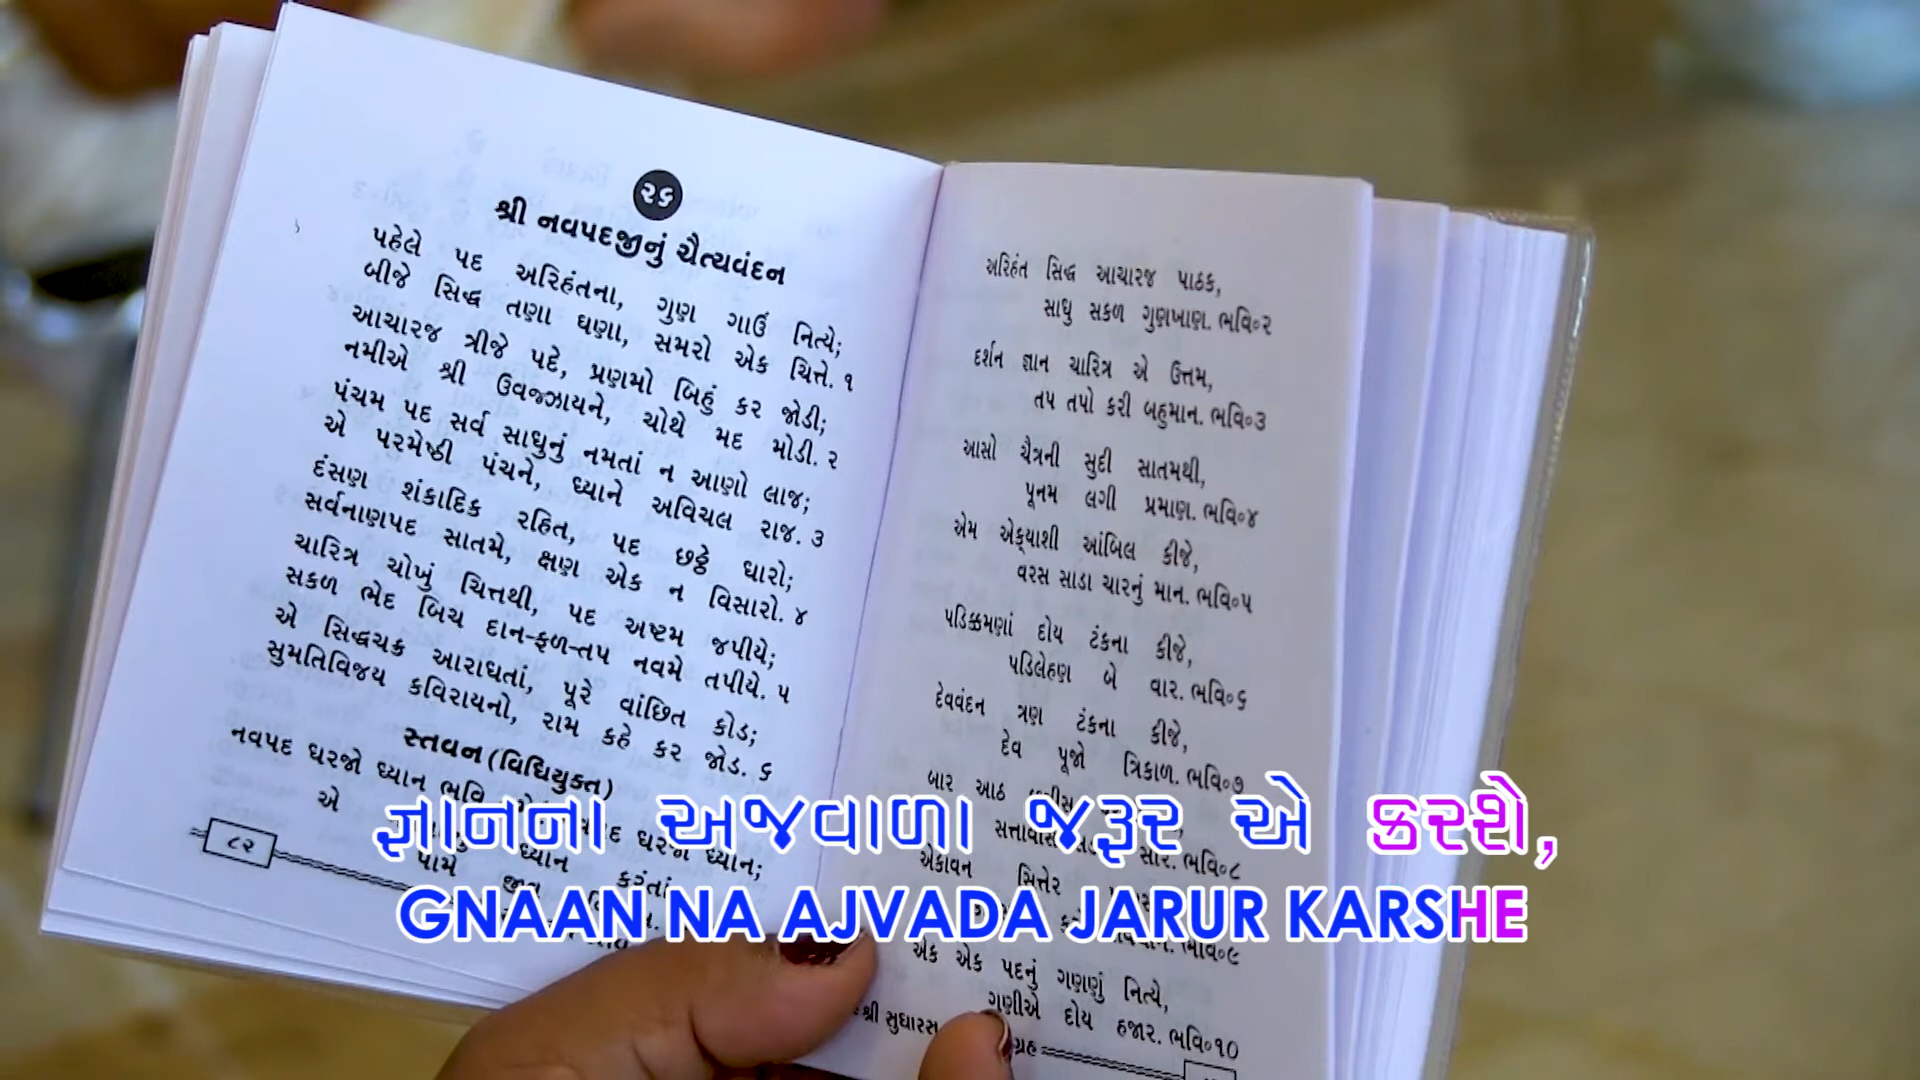 ૨૬
શ્રી નવપદજીનું ચૈત્યવંદન
પહેલે પદ અરિહંતના, ગુણ ગાઉં નિત્યે;
બીજે સિદ્ધ તણા ઘણા, સમરો એક ચિત્તે. ૧
આચારજ ત્રીજે પદે, પ્રણમો બિહું કર જોડી;
નમીએ શ્રી ઉવજ્ઝાયને, ચોથે મદ મોડી. ૨
પંચમ પદ સર્વ સાધુનું નમતાં ન આણો લાજ;
એ પરમેષ્ઠી પંચને, ધ્યાને અવિચલ રાજ. ૩
દંસણ શંકાદિક રહિત, પદ છઠ્ઠે ધારો;
સર્વનાણપદ સાતમે, ક્ષણ એક ન વિસારો. ૪
ચારિત્ર ચોખું ચિત્તથી, પદ અષ્ટમ જપીયે;
સકળ ભેદ બિચ દાન-ફળ-તપ નવમે તપીયે. ૫
એ સિદ્ધચક્ર આરાધતાં, પૂરે વાંછિત કોડ;
સુમતિવિજય કવિરાયનો, રામ કહે કર જોડ. ૬
સ્તવન (વિધિયુક્ત)
નવપદ ધરજો ધ્યાન ભવિ ધરજો ધ્યાન;
એ ધ્યાન કરંતાં
પામે
૮૨
અરિહંત સિદ્ધ આચારજ પાઠક,
સાધુ સકળ ગુણખાણ. ભવિ૦૨
દર્શન જ્ઞાન ચારિત્ર એ ઉત્તમ,
તપ તપો કરી બહુમાન. ભવિ૦૩
આસો ચૈત્રની સુદી સાતમથી,
પૂનમ લગી પ્રમાણ. ભવિ૦૪
એમ એક્યાશી આંબિલ કીજે,
વરસ સાડા ચારનું માન. ભવિ૦૫
પડિક્કમણાં દોય ટંકના કીજે,
પડિલેહણ બે વાર. ભવિ૦૬
દેવવંદન ત્રણ ટંકના કીજે,
દેવ પૂજો ત્રિકાળ. ભવિ૦૭
બાર આઠ
સાર. ભવિ૦૮
એકાવન સિત્તેર
ભવિ૦૯
એક એક પદનું ગણણું નિત્યે,
ગણીએ દોય હજાર. ભવિ૦૧૦
શ્રી સુધારસ
જ્ઞાનના અજવાળા જરૂર એ કરશે,
GNAAN NA AJVADA JARUR KARSHE